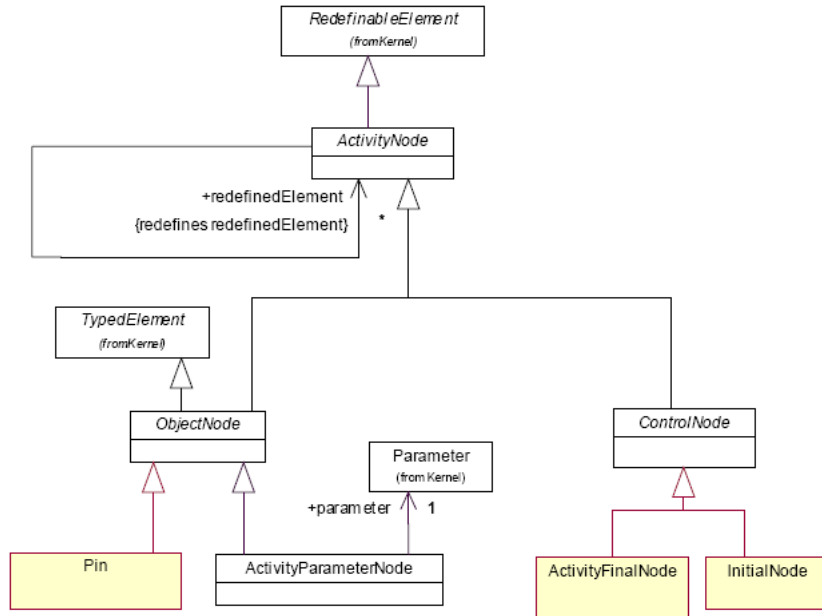 RedefinableElement
(fromKernel)
ActivityNode
+redefinedElement
{redefines redefinedElement}
*
TypedElement
(fromKernel)
ObjectNode
ControlNode
Parameter
(from Kernel)
+parameter 1
Pin
ActivityParameterNode
ActivityFinalNode
InitialNode